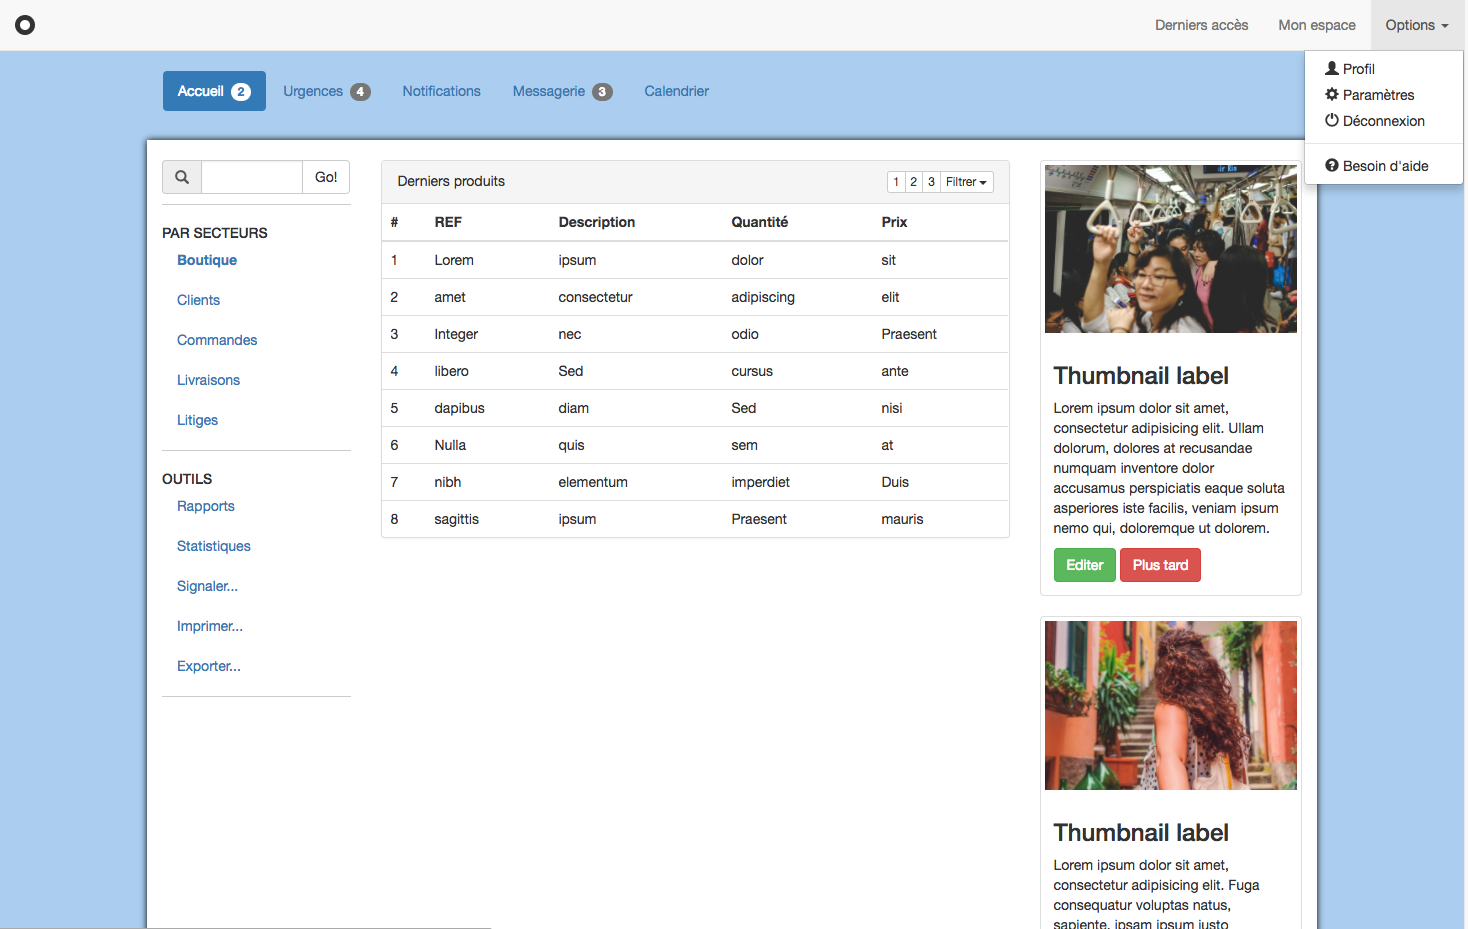 Derniers accès Mon espace Options
Profil
Paramètres
Déconnexion
Besoin d'aide
Accueil 2 Urgences 4 Notifications Messagerie 3 Calendrier
Go!
PAR SECTEURS
Boutique
Clients
Commandes
Livraisons
Litiges
OUTILS
Rapports
Statistiques
Signaler...
Imprimer...
Exporter...
Derniers produits 1 2 3 Filtrer
# REF Description Quantité Prix
1 Lorem ipsum dolor sit
2 amet consectetur adipiscing elit
3 Integer nec odio Praesent
4 libero Sed cursus ante
5 dapibus diam Sed nisi
6 Nulla quis sem at
7 nibh elementum imperdiet Duis
8 sagittis ipsum Praesent mauris
Thumbnail label
Lorem ipsum dolor sit amet,
consectetur adipisicing elit. Ullam
dolorum, dolores at recusandae
numquam inventore dolor
accusamus perspiciatis eaque soluta
asperiores iste facilis, veniam ipsum
nemo qui, doloremque ut dolorem.
Editer Plus tard
Thumbnail label
Lorem ipsum dolor sit amet,
consectetur adipisicing elit. Fuga
consequatur voluptas natus,
sapiente, ipsam ipsum iusto